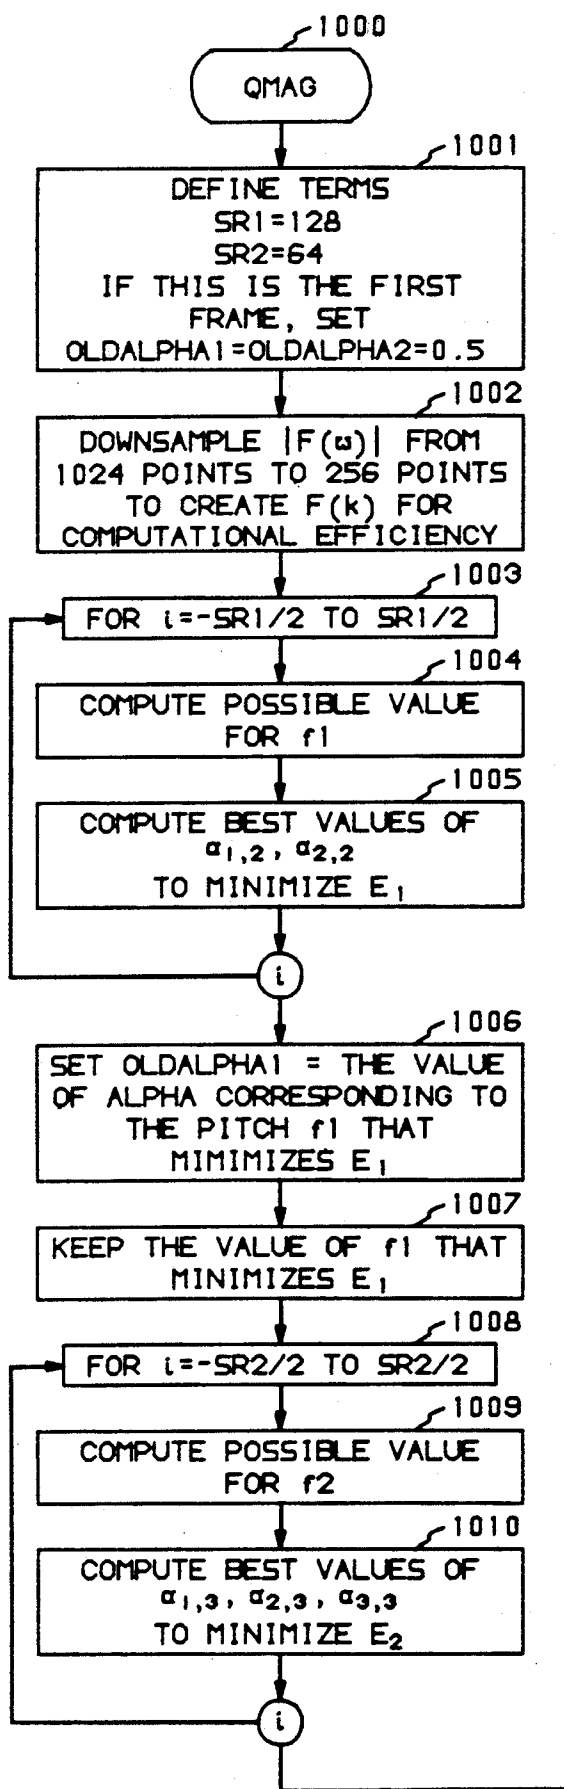 1000
QMAG
1001
DEFINE TERMS
SR1=128
SR2=64
IF THIS IS THE FIRST
FRAME, SET
OLDALPHA1=OLDALPHA2=0.5
1002
DOWNSAMPLE |F(ω)| FROM
1024 POINTS TO 256 POINTS
TO CREATE F(k) FOR
COMPUTATIONAL EFFICIENCY
1003
FOR i=-SR1/2 TO SR1/2
1004
COMPUTE POSSIBLE VALUE
FOR f1
1005
COMPUTE BEST VALUES OF
α1,2, α2,2
TO MINIMIZE E1
i
1006
SET OLDALPHA1 = THE VALUE
OF ALPHA CORRESPONDING TO
THE PITCH f1 THAT
MIMIMIZES E1
1007
KEEP THE VALUE OF f1 THAT
MINIMIZES E1
1008
FOR i=-SR2/2 TO SR2/2
1009
COMPUTE POSSIBLE VALUE
FOR f2
1010
COMPUTE BEST VALUES OF
α1,3, α2,3, α3,3
TO MINIMIZE E2
i